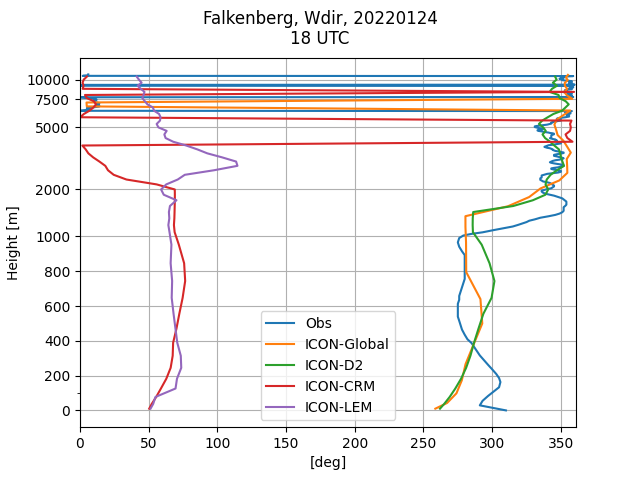 Falkenberg, Wdir, 20220124
18 UTC
Height [m]
10000
7500
5000
2000
1000
800
600
400
200
0
Obs
ICON-Global
ICON-D2
ICON-CRM
ICON-LEM
0
50
100
150
200
250
300
350
[deg]